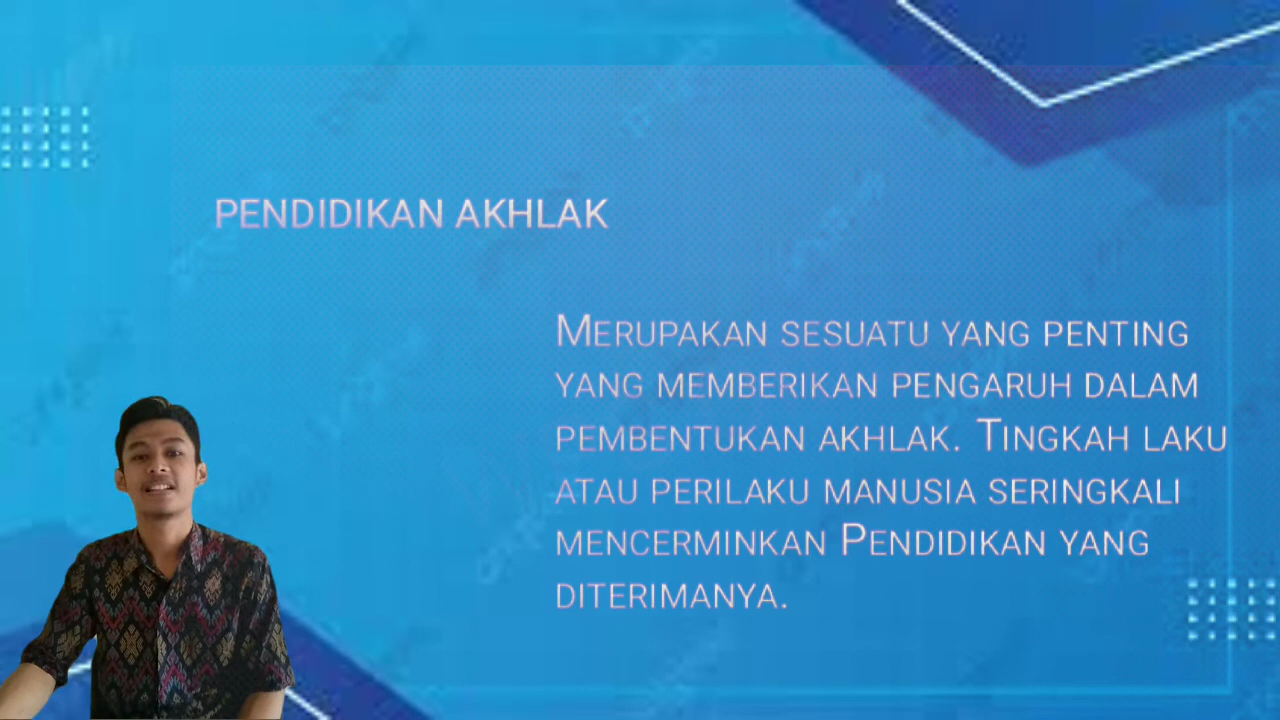 PENDIDIKAN AKHLAK
MERUPAKAN SESUATU YANG PENTING
YANG MEMBERIKAN PENGARUH DALAM
PEMBENTUKAN AKHLAK. TINGKAH LAKU
ATAU PERILAKU MANUSIA SERINGKALI
MENCERMINKAN PENDIDIKAN YANG
DITERIMANYA.